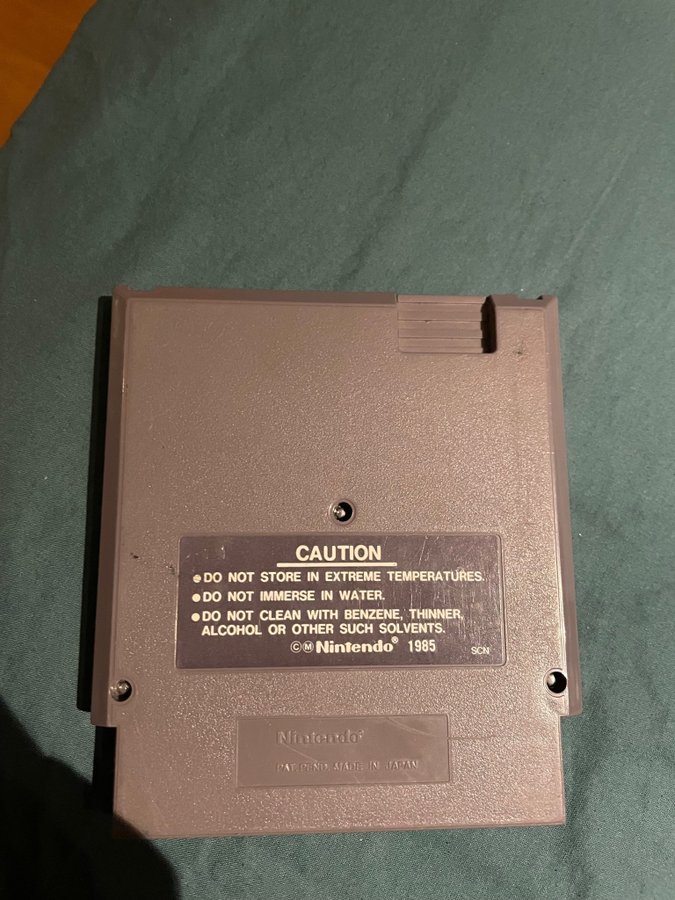 CAUTION
● DO NOT STORE IN EXTREME TEMPERATURES.
● DO NOT IMMERSE IN WATER.
● DO NOT CLEAN WITH BENZENE, THINNER,
ALCOHOL OR OTHER SUCH SOLVENTS.
©Ⓜ Nintendo® 1985 SCN
Nintendo®
PAT. PEND. MADE IN JAPAN